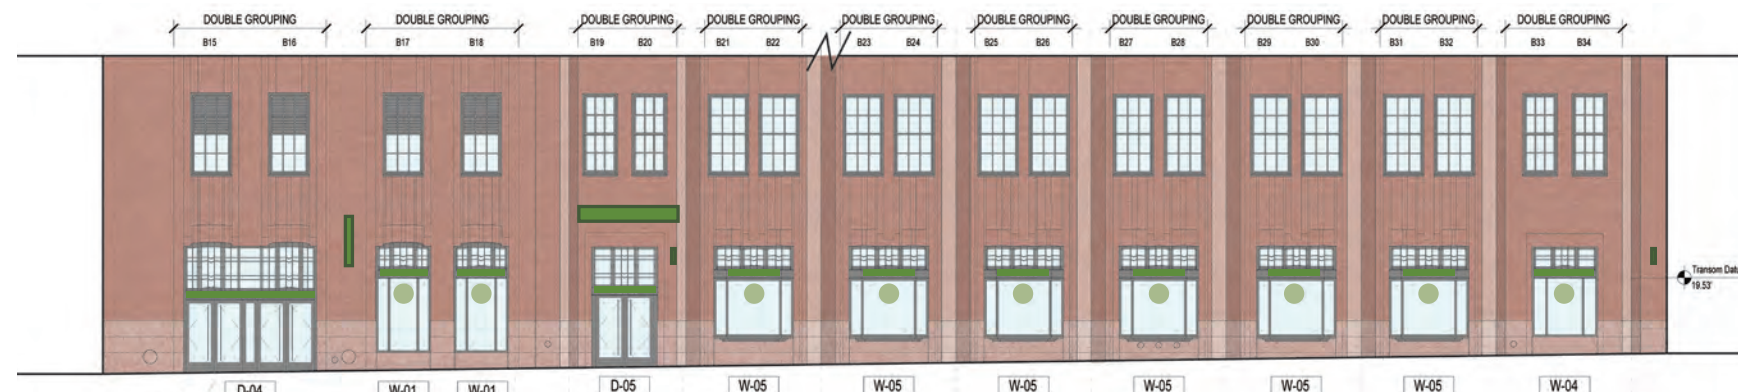 DOUBLE GROUPING DOUBLE GROUPING DOUBLE GROUPING DOUBLE GROUPING DOUBLE GROUPING DOUBLE GROUPING DOUBLE GROUPING DOUBLE GROUPING DOUBLE GROUPING DOUBLE GROUPING
B15 B16 B17 B18 B19 B20 B21 B22 B23 B24 B25 B26 B27 B28 B29 B30 B31 B32 B33 B34
Transom Datu
19.53'
D-04 W-01 W-01 D-05 W-05 W-05 W-05 W-05 W-05 W-05 W-04